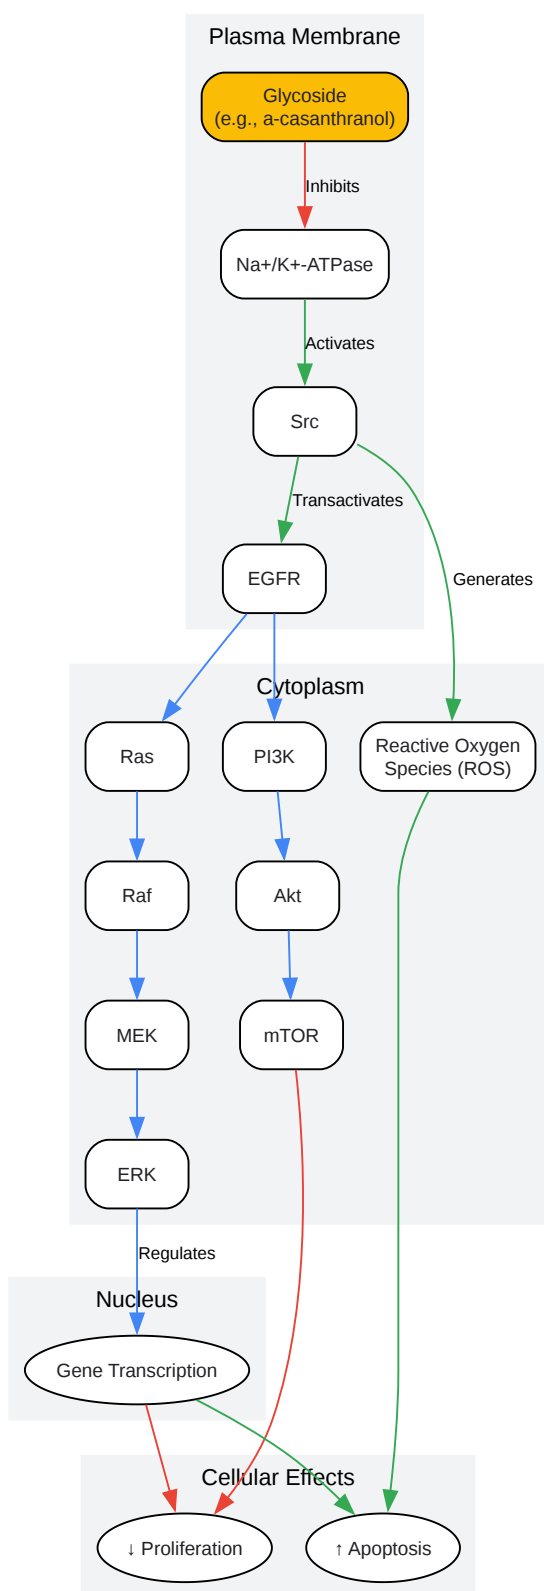 Plasma Membrane
Glycoside
(e.g., a-casanthranol)
Inhibits
Na+/K+-ATPase
Activates
Src
Transactivates
EGFR
Generates
Cytoplasm
Ras
PI3K
Reactive Oxygen
Species (ROS)
Raf
Akt
MEK
mTOR
ERK
Regulates
Nucleus
Gene Transcription
Cellular Effects
↓ Proliferation
↑ Apoptosis